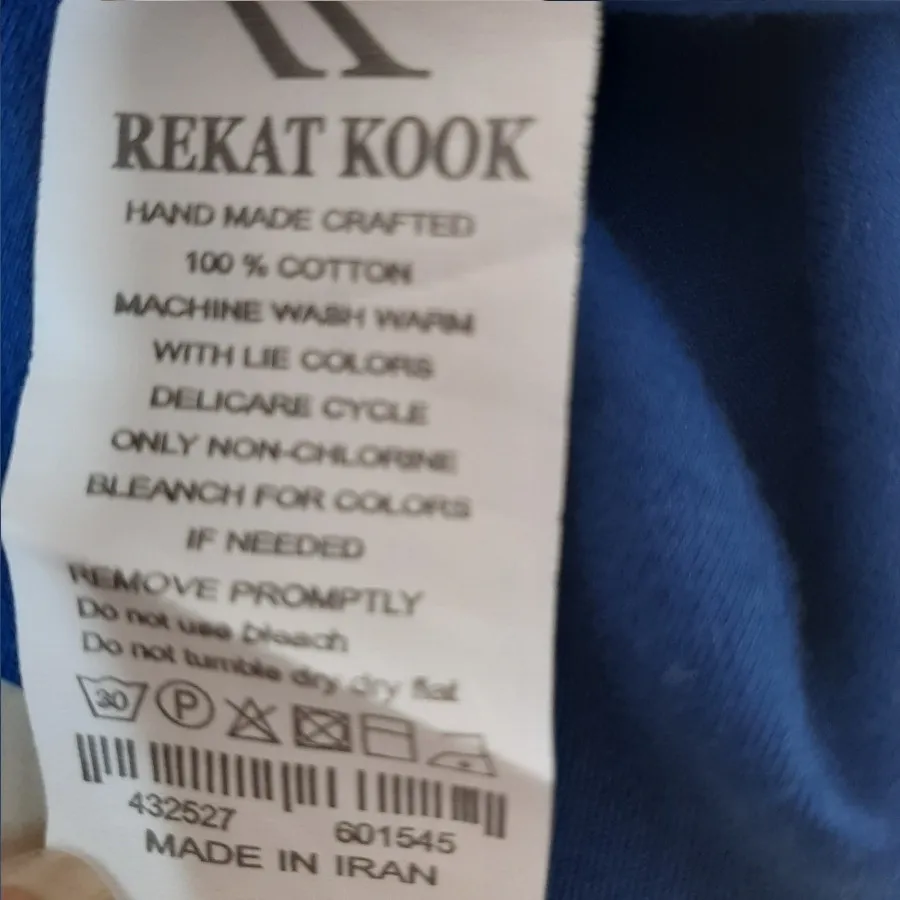 REKAT KOOK
HAND MADE CRAFTED
100 % COTTON
MACHINE WASH WARM
WITH LIE COLORS
DELICARE CYCLE
ONLY NON-CHLORINE
BLEANCH FOR COLORS
IF NEEDED
REMOVE PROMPTLY
Do not use bleach
Do not tumble dry dry flat
30 P
432527 601545
MADE IN IRAN